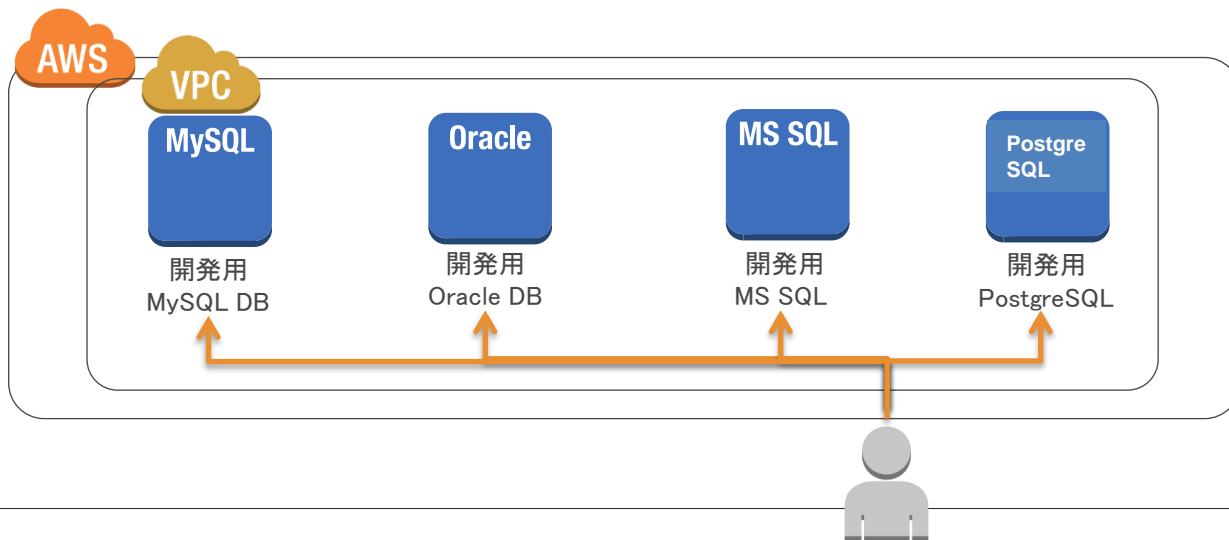 AWS
VPC
MySQL
Oracle
MS SQL
Postgre
SQL
開発用
MySQL DB
開発用
Oracle DB
開発用
MS SQL
開発用
PostgreSQL